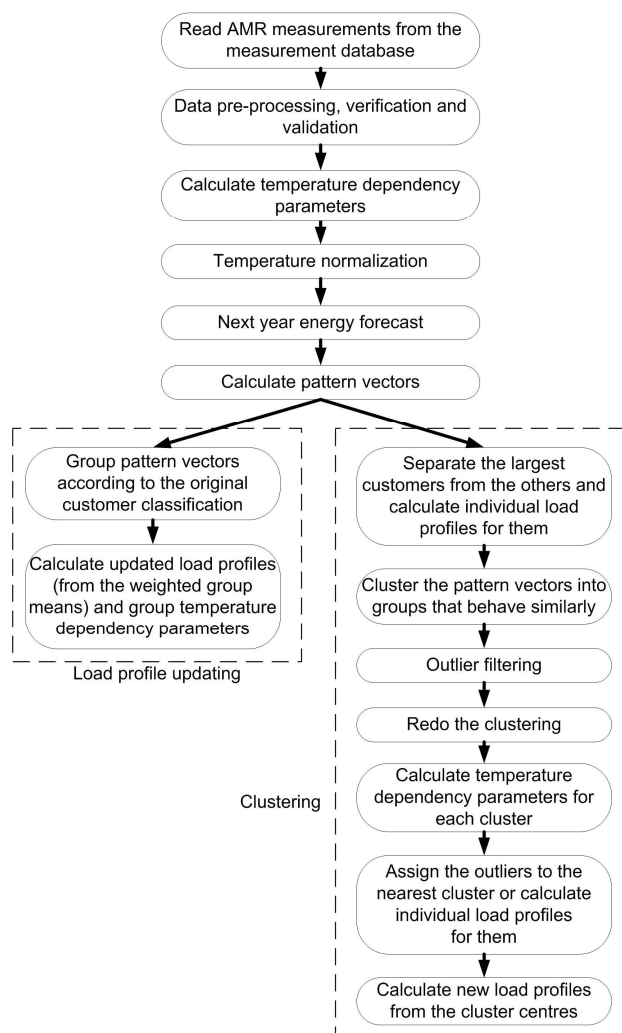 Read AMR measurements from the
measurement database
Data pre-processing, verification and
validation
Calculate temperature dependency
parameters
Temperature normalization
Next year energy forecast
Calculate pattern vectors
Group pattern vectors
according to the original
customer classification
Calculate updated load profiles
(from the weighted group
means) and group temperature
dependency parameters
Load profile updating
Separate the largest
customers from the others and
calculate individual load
profiles for them
Cluster the pattern vectors into
groups that behave similarly
Outlier filtering
Redo the clustering
Calculate temperature
dependency parameters for
each cluster
Clustering
Assign the outliers to the
nearest cluster or calculate
individual load profiles
for them
Calculate new load profiles
from the cluster centres